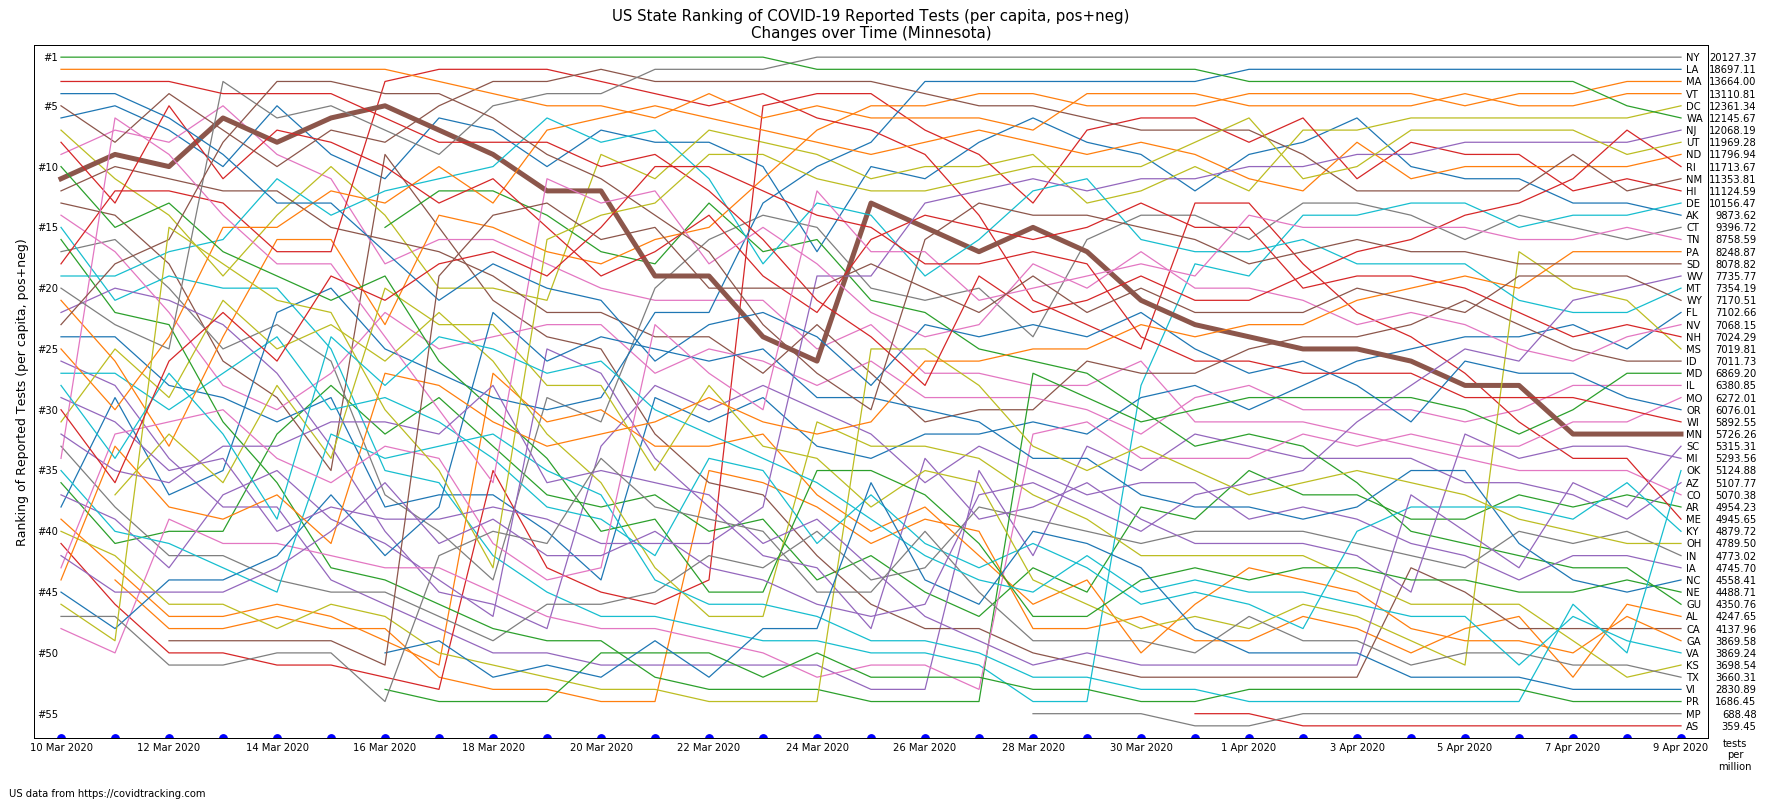 US State Ranking of COVID-19 Reported Tests (per capita, pos+neg)
Changes over Time (Minnesota)
Ranking of Reported Tests (per capita, pos+neg)
#1
#5
#10
#15
#20
#25
#30
#35
#40
#45
#50
#55
NY 20127.37
LA 18697.11
MA 13664.00
VT 13110.81
DC 12361.34
WA 12145.67
NJ 12068.19
UT 11969.28
ND 11796.94
RI 11713.67
NM 11353.81
HI 11124.59
DE 10156.47
AK 9873.62
CT 9396.72
TN 8758.59
PA 8248.87
SD 8078.82
WV 7735.77
MT 7354.19
WY 7170.51
FL 7102.66
NV 7068.15
NH 7024.29
MS 7019.81
ID 7011.73
MD 6869.20
IL 6380.85
MO 6272.01
OR 6076.01
WI 5892.55
MN 5726.26
SC 5315.31
MI 5293.56
OK 5124.88
AZ 5107.77
CO 5070.38
AR 4954.23
ME 4945.65
KY 4879.72
OH 4789.50
IN 4773.02
IA 4745.70
NC 4558.41
NE 4488.71
GU 4350.76
AL 4247.65
CA 4137.96
GA 3869.58
VA 3869.24
KS 3698.54
TX 3660.31
VI 2830.89
PR 1686.45
MP 688.48
AS 359.45
10 Mar 2020 12 Mar 2020 14 Mar 2020 16 Mar 2020 18 Mar 2020 20 Mar 2020 22 Mar 2020 24 Mar 2020 26 Mar 2020 28 Mar 2020 30 Mar 2020 1 Apr 2020 3 Apr 2020 5 Apr 2020 7 Apr 2020 9 Apr 2020
tests
per
million
US data from https://covidtracking.com